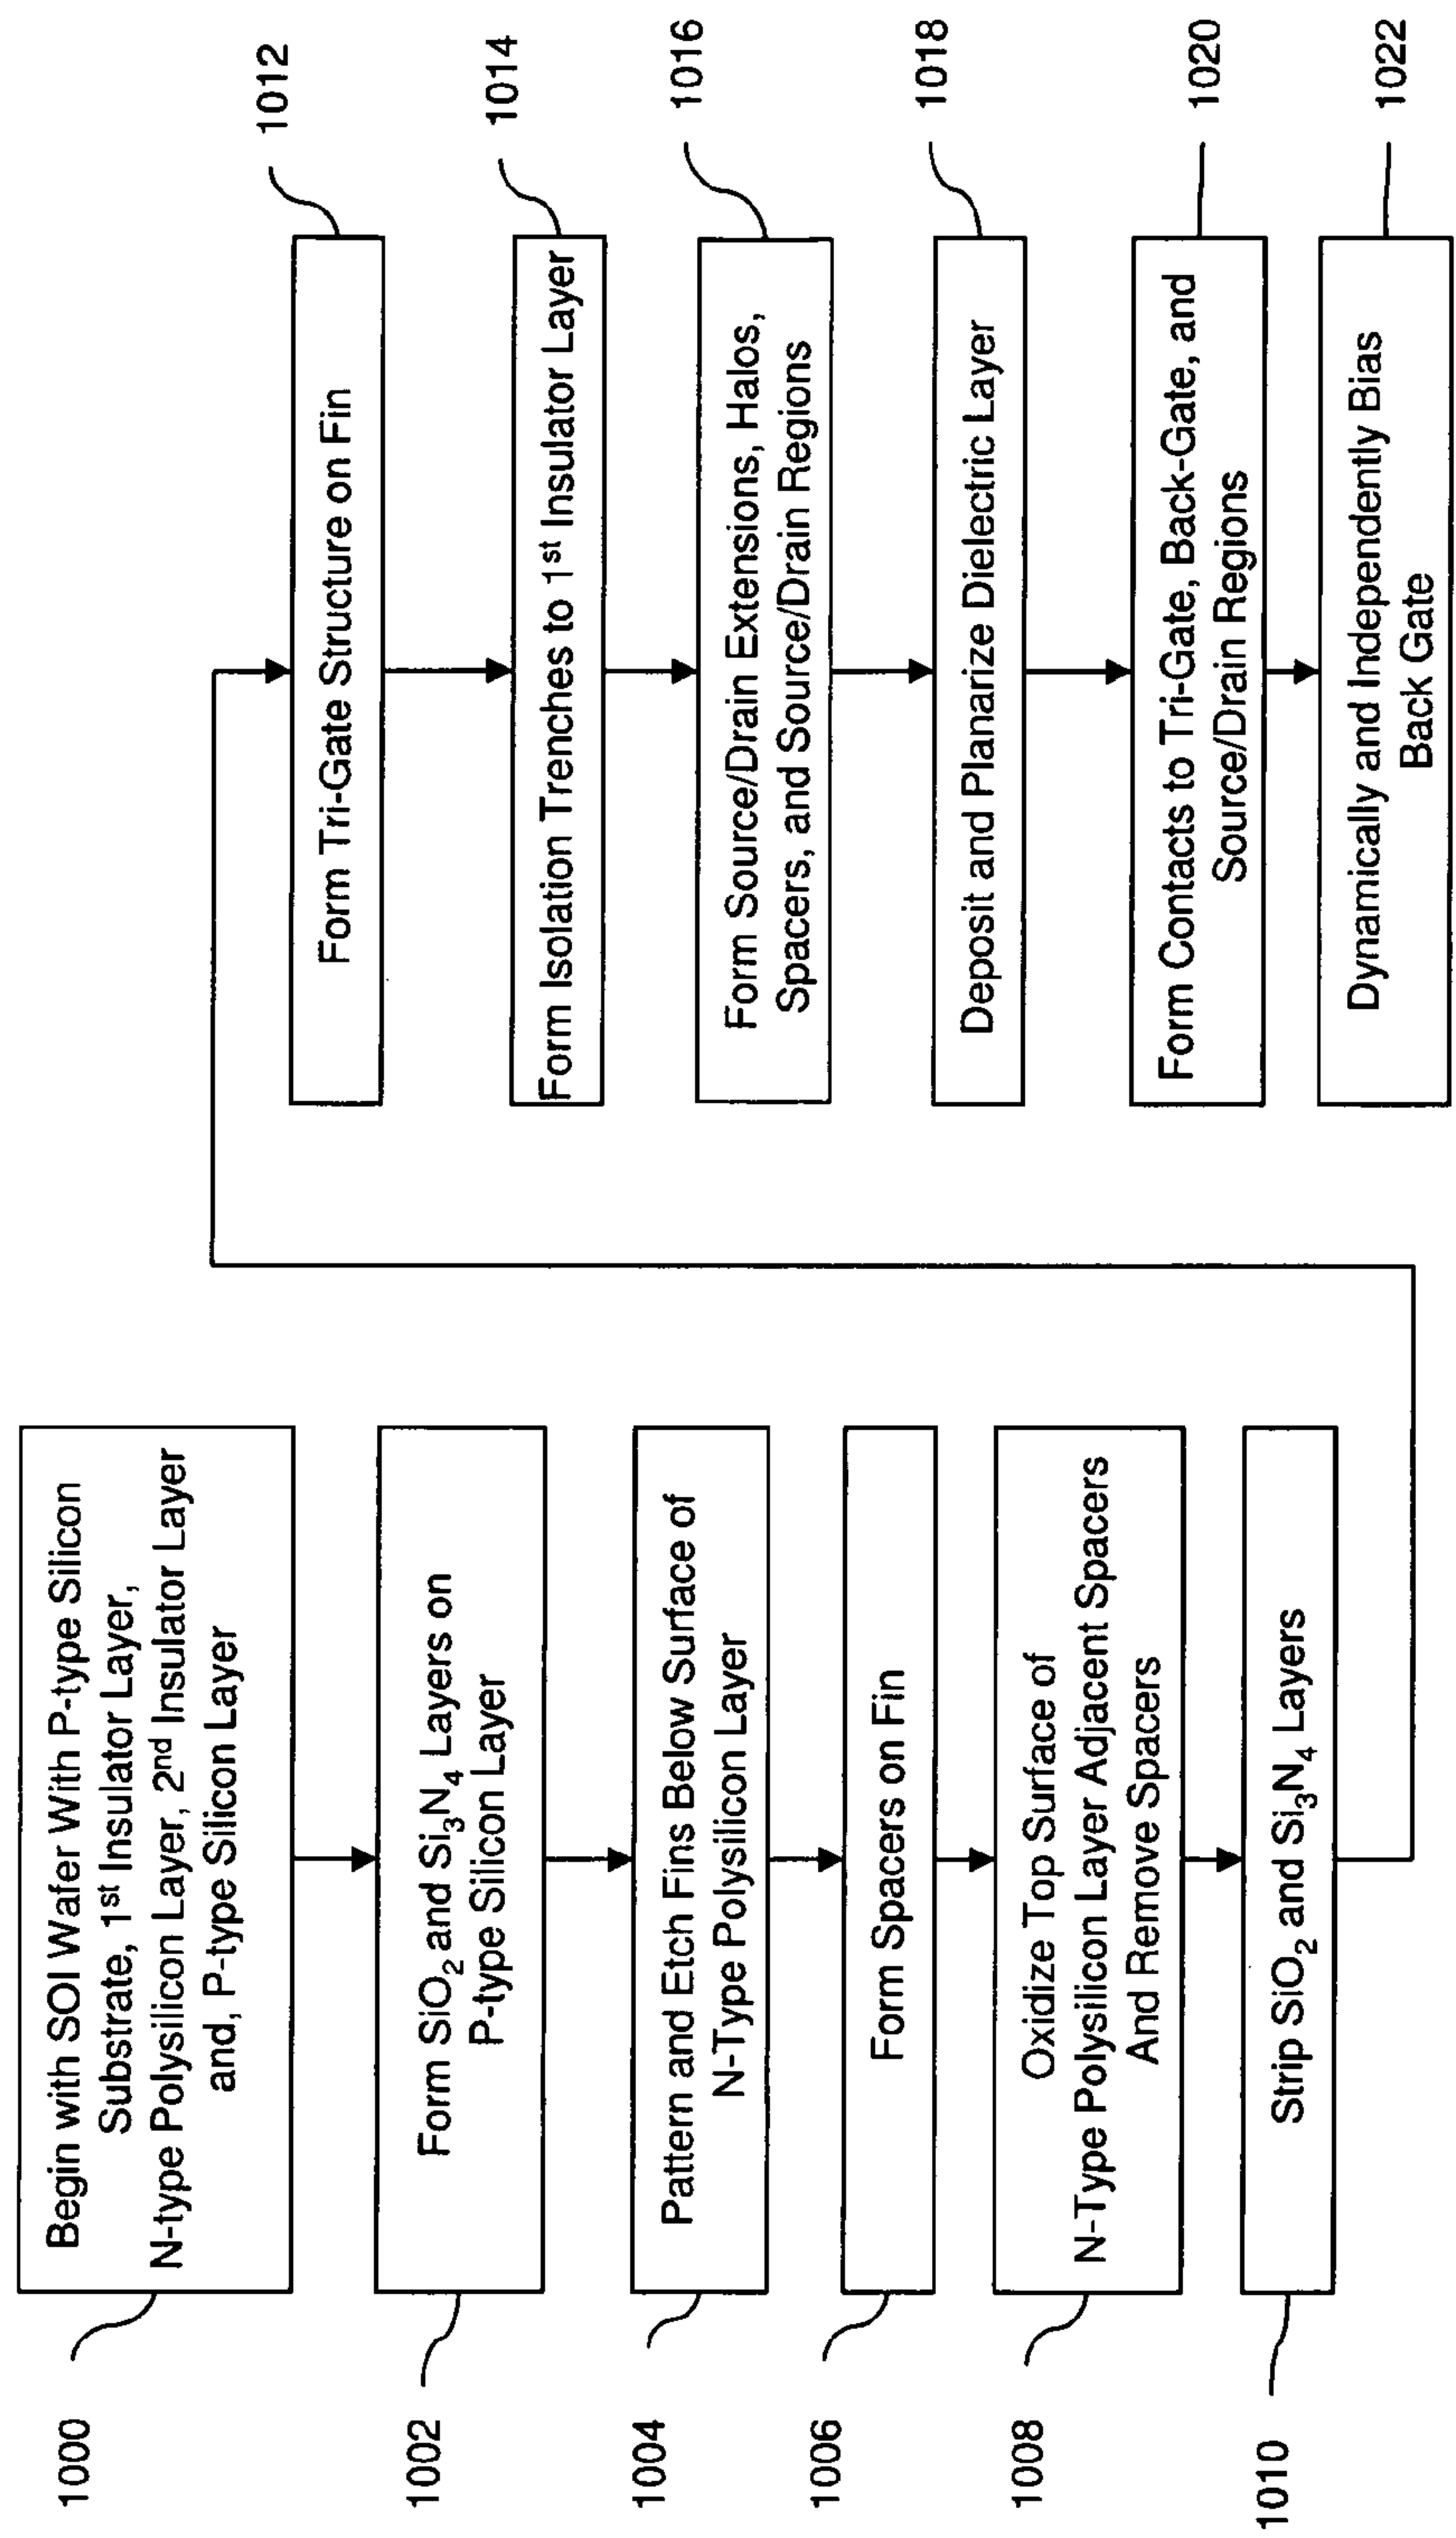 1000
Begin with SOI Wafer With P-type Silicon
Substrate, 1st Insulator Layer,
N-type Polysilicon Layer, 2nd Insulator Layer
and, P-type Silicon Layer
1002
Form SiO2 and Si3N4 Layers on
P-type Silicon Layer
1004
Pattern and Etch Fins Below Surface of
N-Type Polysilicon Layer
1006
Form Spacers on Fin
1008
Oxidize Top Surface of
N-Type Polysilicon Layer Adjacent Spacers
And Remove Spacers
1010
Strip SiO2 and Si3N4 Layers
1012
Form Tri-Gate Structure on Fin
1014
Form Isolation Trenches to 1st Insulator Layer
1016
Form Source/Drain Extensions, Halos,
Spacers, and Source/Drain Regions
1018
Deposit and Planarize Dielectric Layer
1020
Form Contacts to Tri-Gate, Back-Gate, and
Source/Drain Regions
1022
Dynamically and Independently Bias
Back Gate